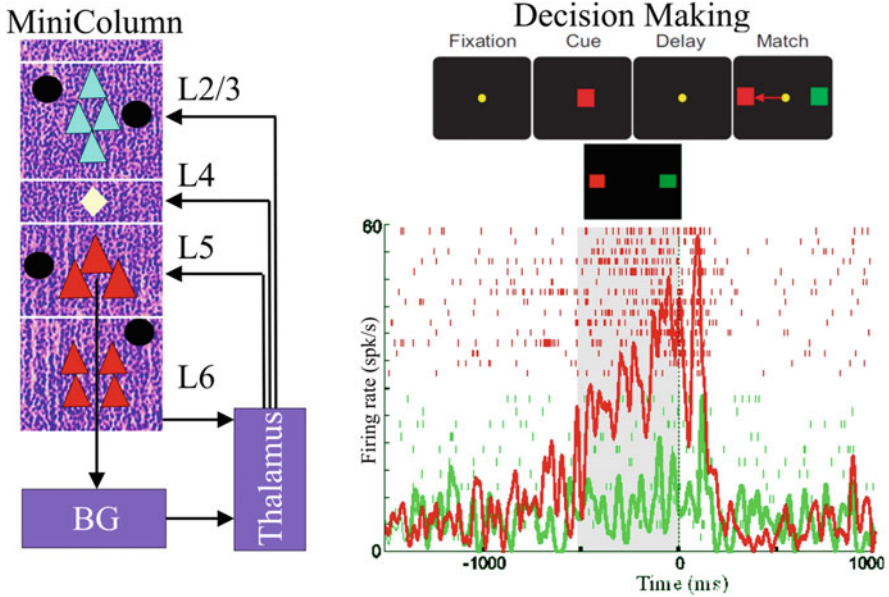 MiniColumn
L2/3
L4
L5
L6
BG
Thalamus
Decision Making
Fixation Cue Delay Match
60
Firing rate (spk/s)
0
-1000 0 1000
Time (ms)